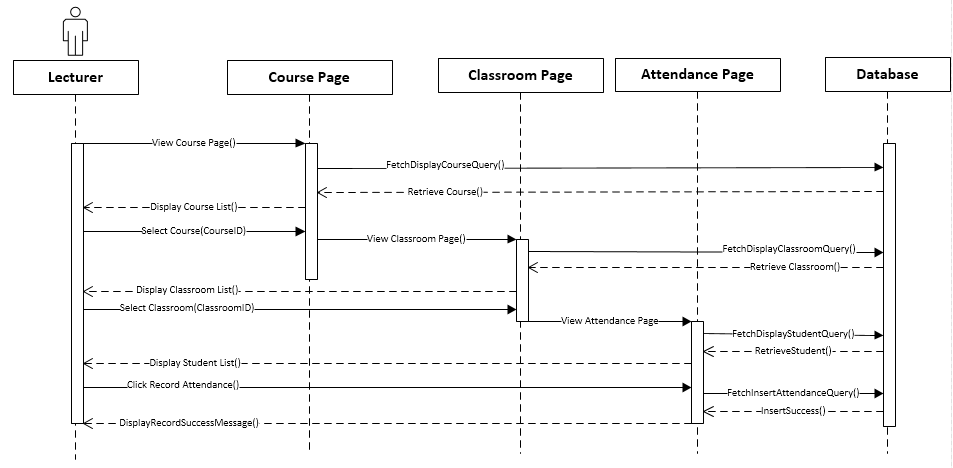 Lecturer
Course Page
Classroom Page
Attendance Page
Database
View Course Page()
FetchDisplayCourseQuery()
Retrieve Course()
Display Course List()
Select Course(CourseID)
View Classroom Page()
FetchDisplayClassroomQuery()
Retrieve Classroom()
Display Classroom List()
Select Classroom(ClassroomID)
View Attendance Page
FetchDisplayStudentQuery()
RetrieveStudent()
Display Student List()
Click Record Attendance()
FetchInsertAttendanceQuery()
InsertSuccess()
DisplayRecordSuccessMessage()